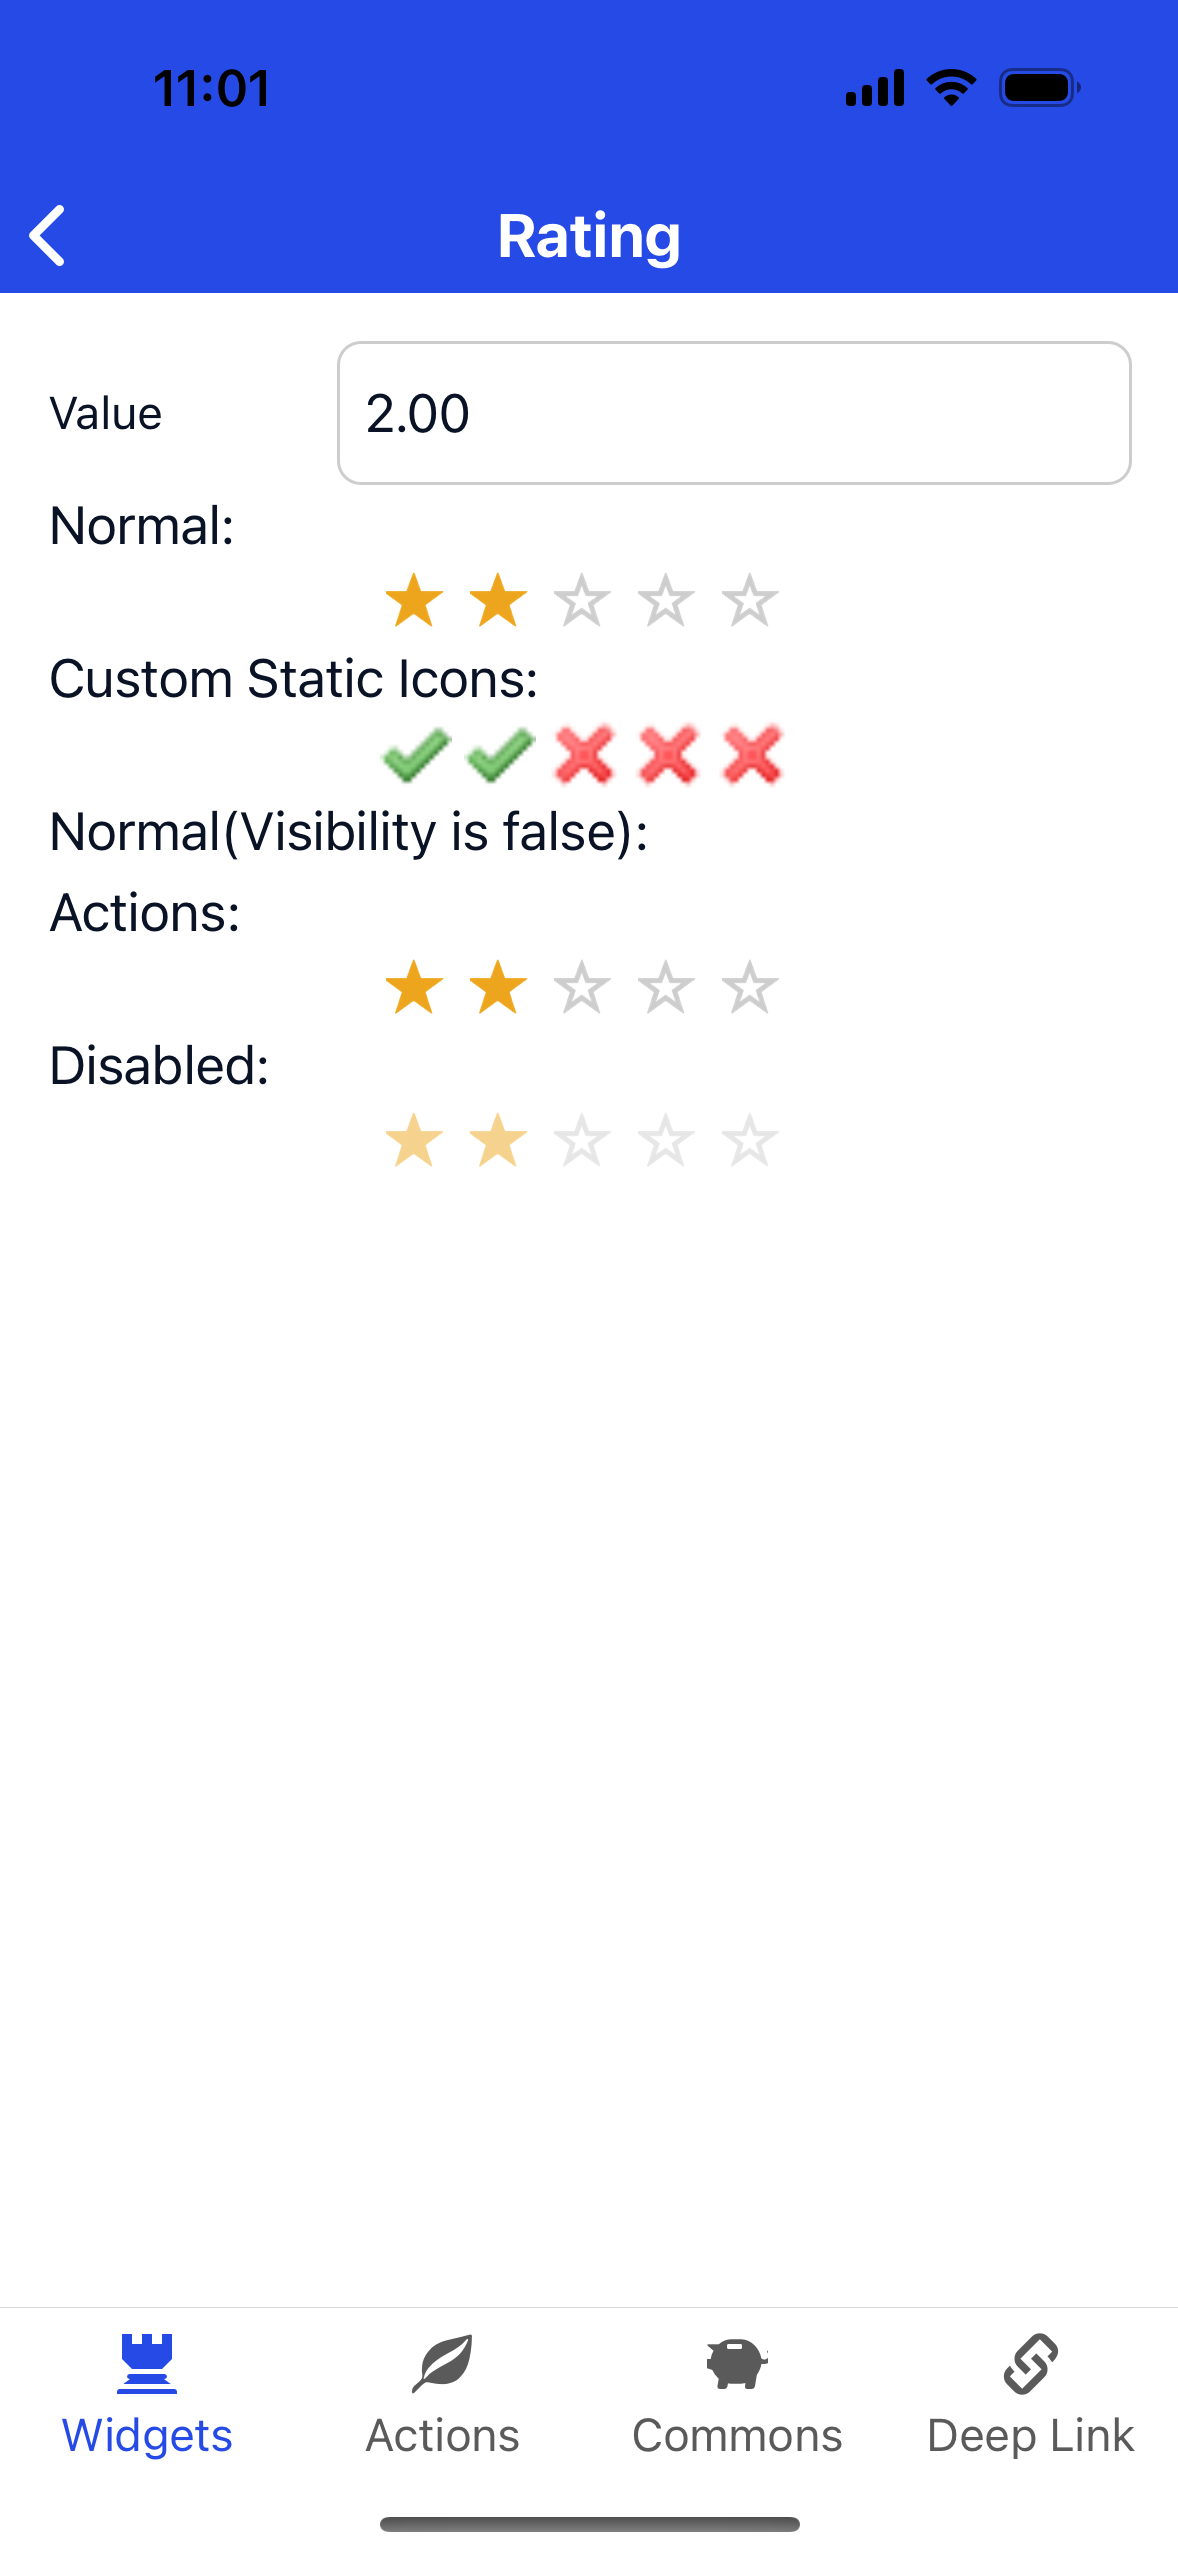 11:01
Rating
Value
2.00
Normal:
Custom Static Icons:
Normal(Visibility is false):
Actions:
Disabled:
Widgets
Actions
Commons
Deep Link